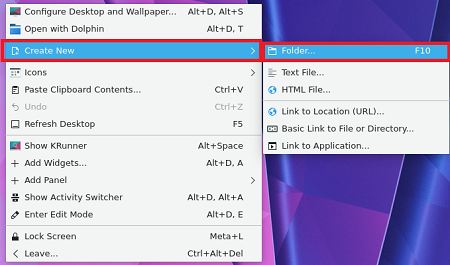 Configure Desktop and Wallpaper... Alt+D, Alt+S
Open with Dolphin Alt+D, T
Create New
Icons
Paste Clipboard Contents... Ctrl+V
Undo Ctrl+Z
Refresh Desktop F5
Show KRunner Alt+Space
Add Widgets... Alt+D, A
Add Panel
Show Activity Switcher Alt+D, Alt+A
Enter Edit Mode Alt+D, E
Lock Screen Meta+L
Leave... Ctrl+Alt+Del
Folder... F10
Text File...
HTML File...
Link to Location (URL)...
Basic Link to File or Directory...
Link to Application...